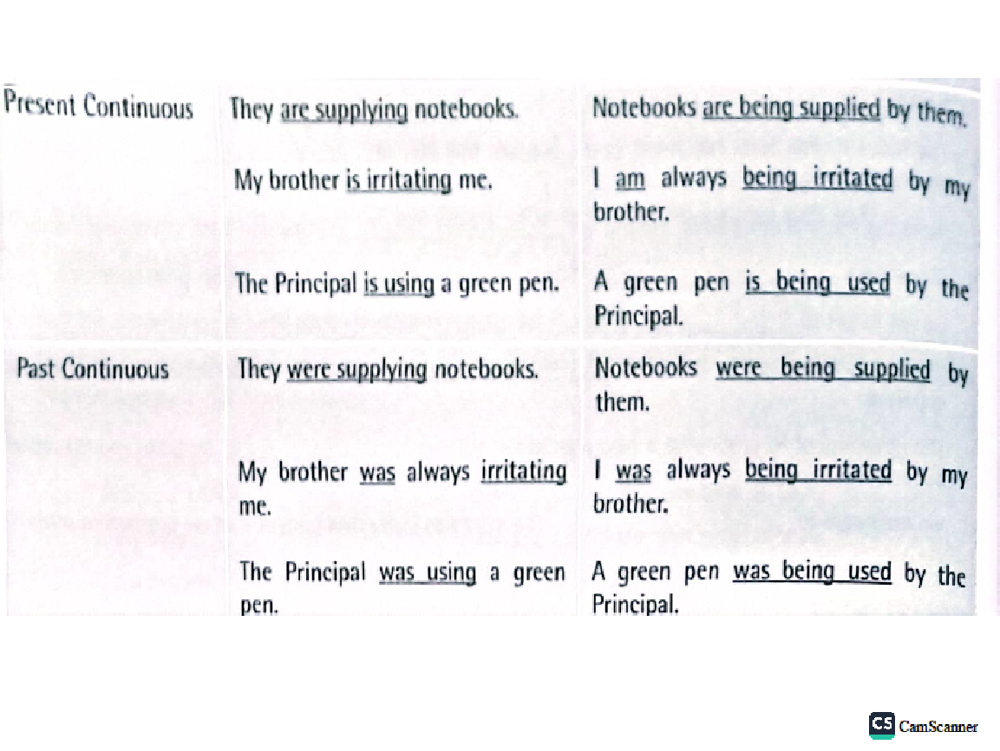 Present Continuous
They are supplying notebooks.
Notebooks are being supplied by them.
My brother is irritating me.
I am always being irritated by my
brother.
The Principal is using a green pen.
A green pen is being used by the
Principal.
Past Continuous
They were supplying notebooks.
Notebooks were being supplied by
them.
My brother was always irritating
me.
I was always being irritated by my
brother.
The Principal was using a green
pen.
A green pen was being used by the
Principal.
CS CamScanner